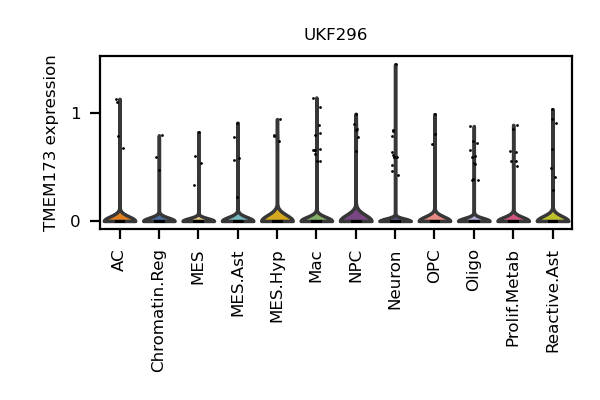 UKF296
TMEM173 expression
1
0
AC
Chromatin.Reg
MES
MES.Ast
MES.Hyp
Mac
NPC
Neuron
OPC
Oligo
Prolif.Metab
Reactive.Ast